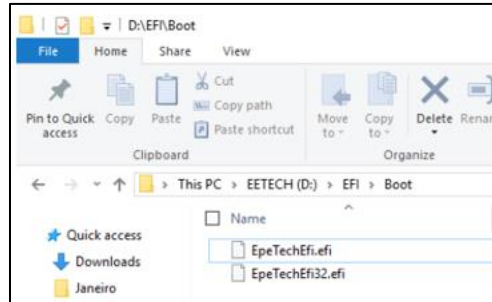 D:\EFI\Boot
File Home Share View
Pin to Quick access
Copy
Paste
Cut
Copy path
Paste shortcut
Clipboard
Move to
Copy to
Delete
Organize
This PC > EETECH (D:) > EFI > Boot
Quick access
Downloads
Janeiro
Name
EpeTechEfi.efi
EpeTechEfi32.efi